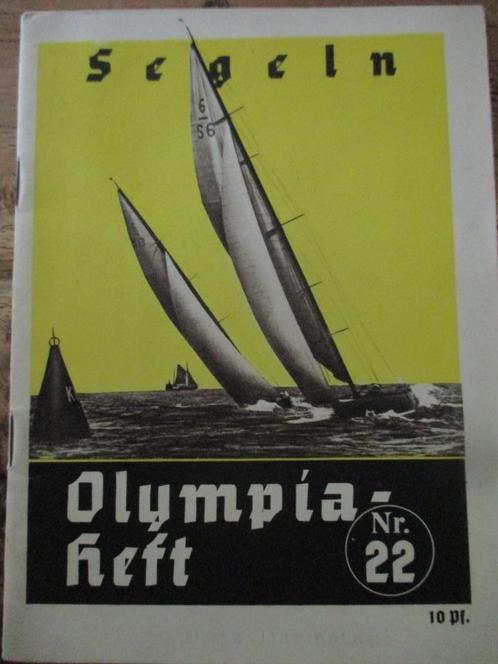 Segeln
6
S6
K
Olympia-
Heft
Nr.
22
10 Pf.